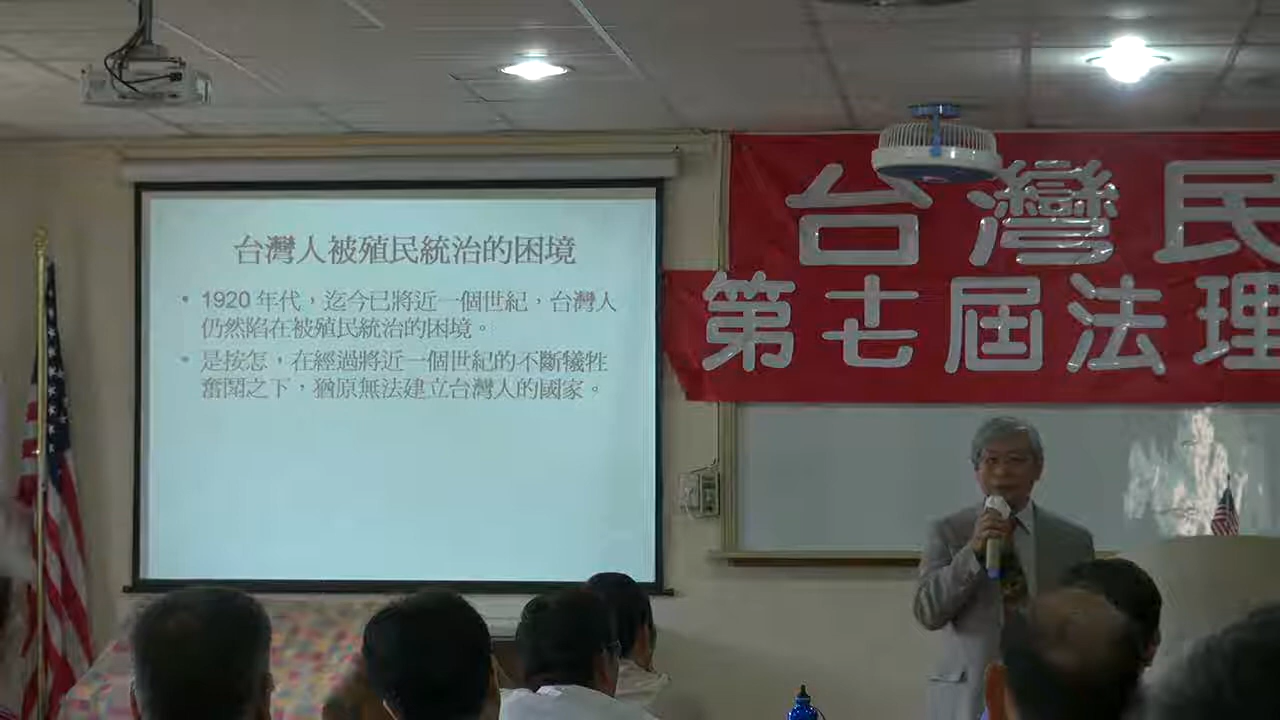 台灣人被殖民統治的困境
• 1920 年代，迄今已將近一個世紀，台灣人
仍然陷在被殖民統治的困境。
• 是按怎，在經過將近一個世紀的不斷犧牲
奮鬥之下，猶原無法建立台灣人的國家。
台灣民
第七屆法理